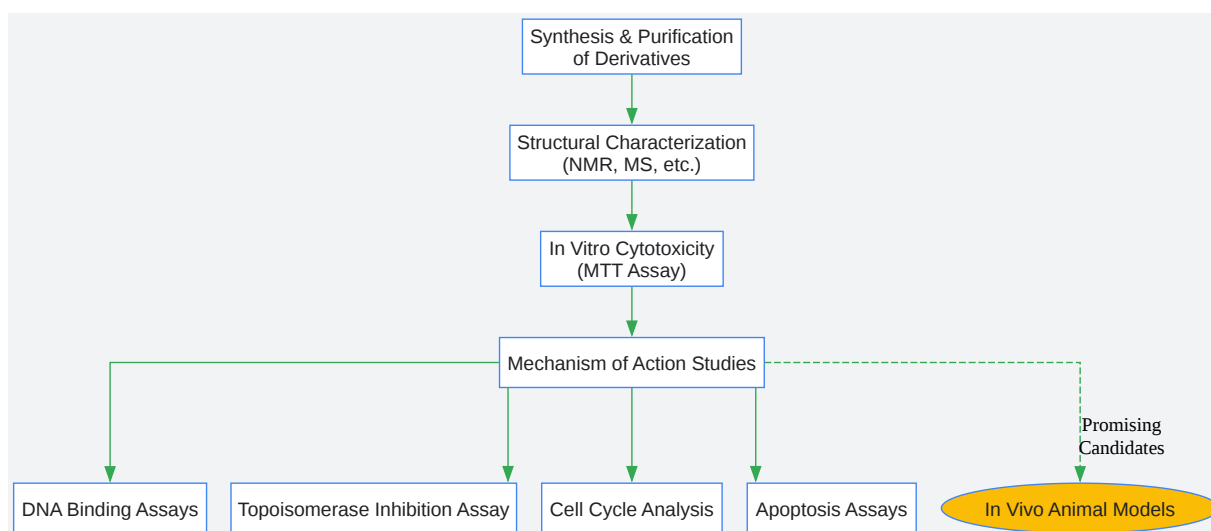 Synthesis & Purification
of Derivatives
Structural Characterization
(NMR, MS, etc.)
In Vitro Cytotoxicity
(MTT Assay)
Mechanism of Action Studies
Promising
Candidates
DNA Binding Assays
Topoisomerase Inhibition Assay
Cell Cycle Analysis
Apoptosis Assays
In Vivo Animal Models